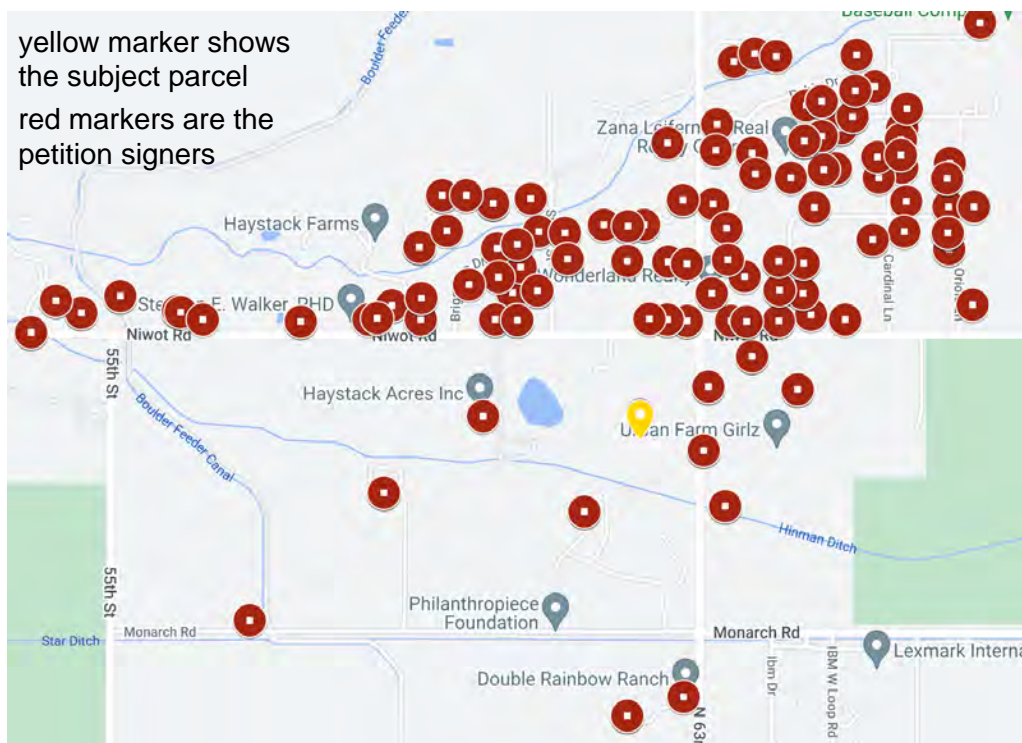 yellow marker shows
the subject parcel
red markers are the
petition signers
Boulder Feeder
Baseball
Zana
Real
Haystack Farms
Wonderland Realty
E. Walker, PHD
Niwot Rd
Niwot Rd
Niwot Rd
Cardinal Ln
55th St
Haystack Acres Inc
Urban Farm Girlz
Boulder Feeder Canal
Hinman Ditch
55th St
Philanthropiece
Foundation
Star Ditch
Monarch Rd
Monarch Rd
Lexmark Interna
Double Rainbow Ranch
Ibm Dr
IBM W Loop Rd
N 63r